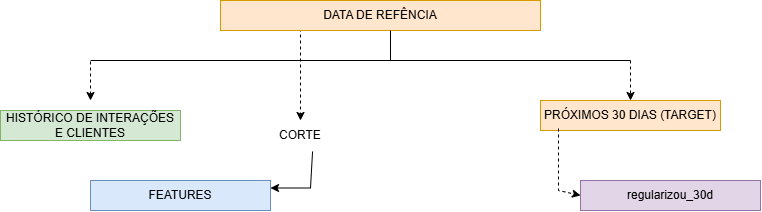 DATA DE REFÊNCIA
HISTÓRICO DE INTERAÇÕES
E CLIENTES
PRÓXIMOS 30 DIAS (TARGET)
CORTE
FEATURES
regularizou_30d